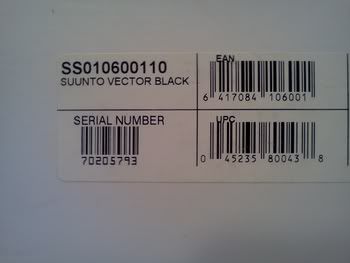 SS010600110
SUUNTO VECTOR BLACK
EAN
6 417084 106001
SERIAL NUMBER
70205793
UPC
0 45235 80043 8